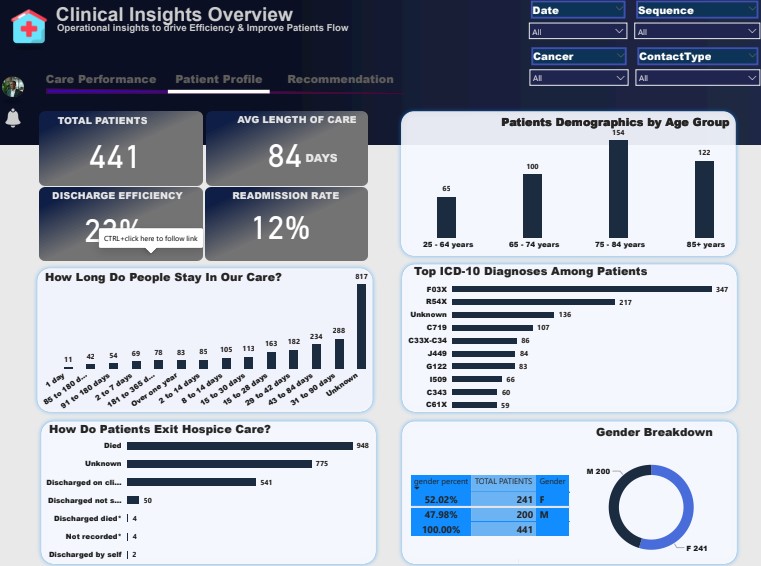 Clinical Insights Overview
Operational insights to drive Efficiency & Improve Patients Flow
Date
Sequence
All
All
Cancer
ContactType
All
All
Care Performance
Patient Profile
Recommendation
TOTAL PATIENTS
441
AVG LENGTH OF CARE
84 DAYS
DISCHARGE EFFICIENCY
CTRL+click here to follow link
READMISSION RATE
12%
Patients Demographics by Age Group
65
100
154
122
25 - 64 years
65 - 74 years
75 - 84 years
85+ years
How Long Do People Stay In Our Care?
11
42
54
69
78
83
85
105
113
163
182
234
288
817
1 day
85 to 180 d...
91 to 180 days
2 to 7 days
181 to 365 d...
Over one year
2 to 14 days
8 to 14 days
15 to 30 days
15 to 28 days
29 to 42 days
43 to 84 days
31 to 90 days
Unknown
Top ICD-10 Diagnoses Among Patients
F03X 347
R54X 217
Unknown 136
C719 107
C33X-C34 86
J449 84
G122 83
I509 66
C343 60
C61X 59
How Do Patients Exit Hospice Care?
Died 948
Unknown 775
Discharged on cli... 541
Discharged not s... 50
Discharged died* 4
Not recorded* 4
Discharged by self 2
Gender Breakdown
gender percent TOTAL PATIENTS Gender
52.02% 241 F
47.98% 200 M
100.00% 441
M 200
F 241